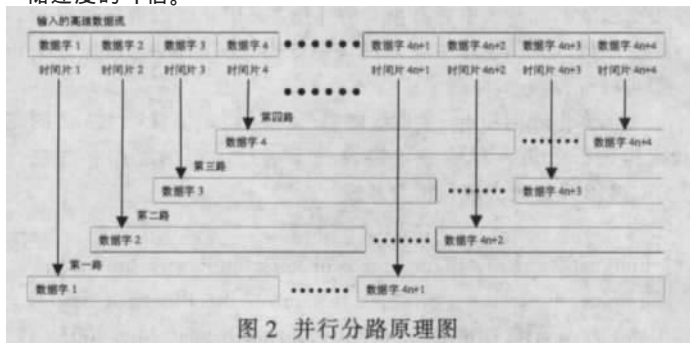 储速度的 4 倍。
输入的高速数据流
数据字 1 数据字 2 数据字 3 数据字 4 数据字 4n+1 数据字 4n+2 数据字 4n+3 数据字 4n+4
时间片 1 时间片 2 时间片 3 时间片 4 时间片 4n+1 时间片 4n+2 时间片 4n+3 时间片 4n+4
第四路
数据字 4 数据字 4n+4
第三路
数据字 3 数据字 4n+3
第二路
数据字 2 数据字 4n+2
第一路
数据字 1 数据字 4n+1
图 2 并行分路原理图